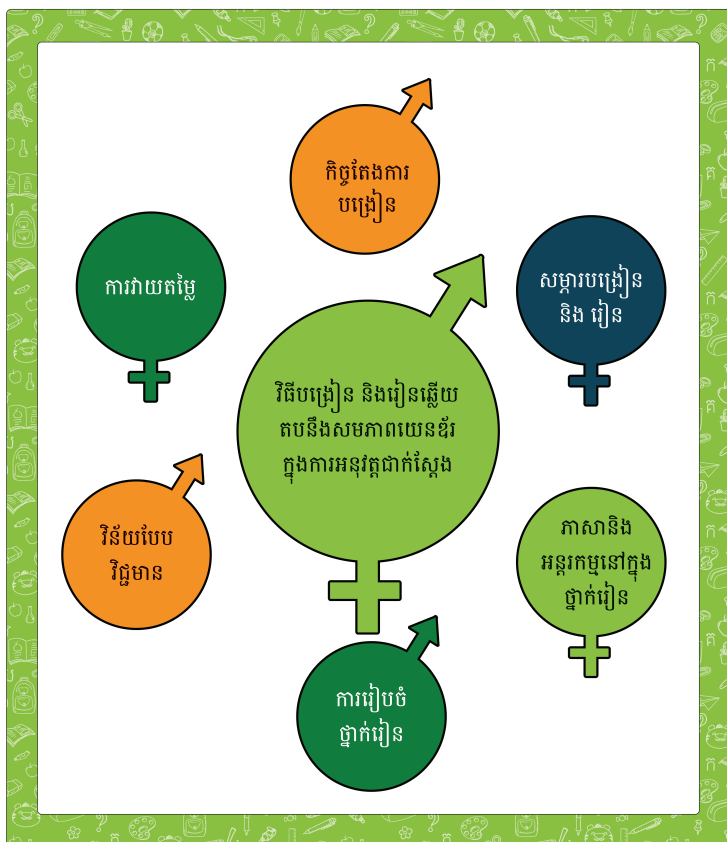 កិច្ចតែងការ
បង្រៀន
ការវាយតម្លៃ
សម្ភារបង្រៀន
និង រៀន
វិធីបង្រៀន និងរៀនឆ្លើយ
តបនឹងសមភាពយេនឌ័រ
ក្នុងការអនុវត្តជាក់ស្តែង
វិន័យបែប
វិជ្ជមាន
ភាសានិង
អន្តរកម្មនៅក្នុង
ថ្នាក់រៀន
ការរៀបចំ
ថ្នាក់រៀន